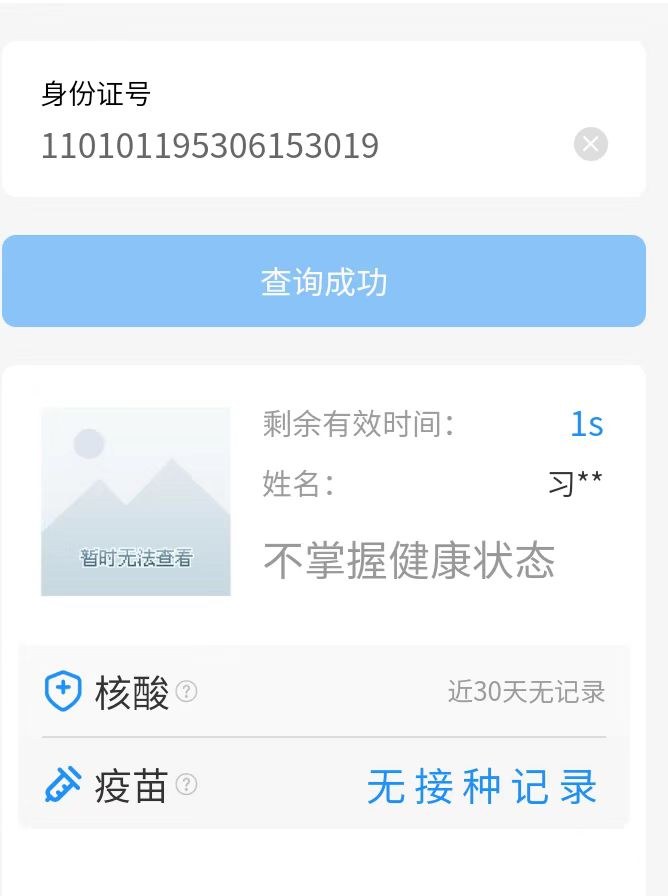 身份证号
110101195306153019
查询成功
剩余有效时间： 1s
姓名： 习**
暂时无法查看
不掌握健康状态
核酸 ? 近30天无记录
疫苗 ? 无接种记录